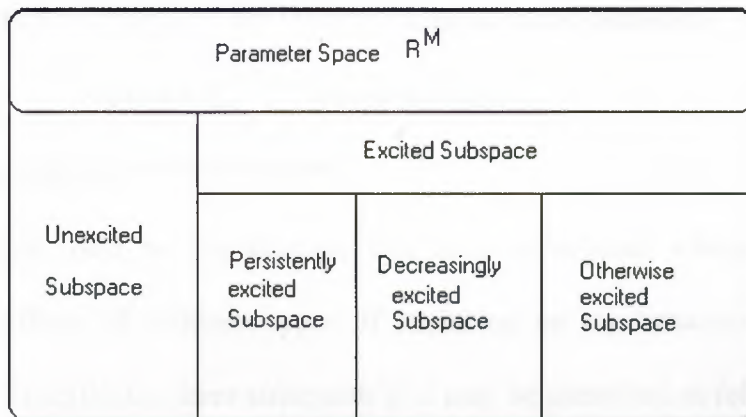 Parameter Space R^M
Excited Subspace
Unexcited
Subspace
Persistently
excited
Subspace
Decreasingly
excited
Subspace
Otherwise
excited
Subspace